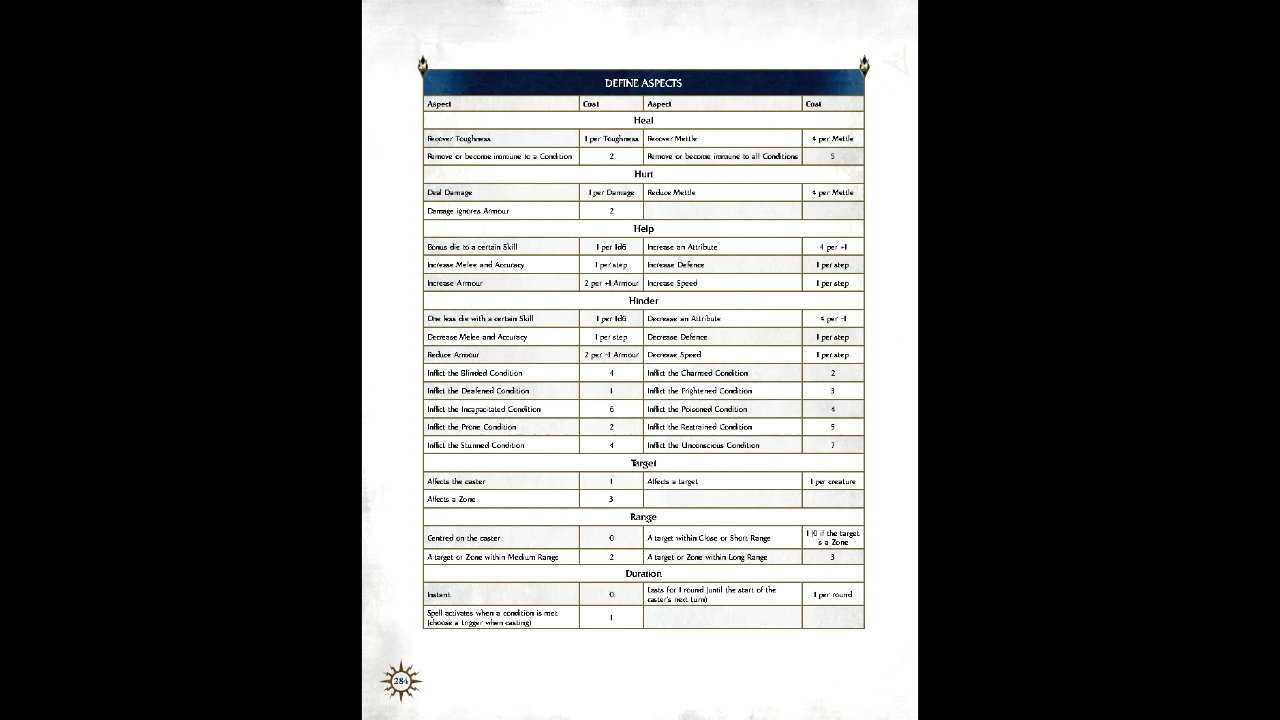 DEFINE ASPECTS
Aspect Cost Aspect Cost
Heal
Recover Toughness 1 per Toughness Recover Mettle 4 per Mettle
Remove or become immune to a Condition 2 Remove or become immune to all Conditions 5
Hurt
Deal Damage 1 per Damage Reduce Mettle 4 per Mettle
Damage ignores Armour 2
Help
Bonus die to a certain Skill 1 per 1d6 Increase an Attribute 4 per +1
Increase Melee and Accuracy 1 per step Increase Defence 1 per step
Increase Armour 2 per +1 Armour Increase Speed 1 per step
Hinder
One less die with a certain Skill 1 per 1d6 Decrease an Attribute 4 per -1
Decrease Melee and Accuracy 1 per step Decrease Defence 1 per step
Reduce Armour 2 per -1 Armour Decrease Speed 1 per step
Inflict the Blinded Condition 4 Inflict the Charmed Condition 2
Inflict the Deafened Condition 1 Inflict the Frightened Condition 3
Inflict the Incapacitated Condition 6 Inflict the Poisoned Condition 4
Inflict the Prone Condition 2 Inflict the Restrained Condition 5
Inflict the Stunned Condition 4 Inflict the Unconscious Condition 7
Target
Affects the caster 1 Affects a target 1 per creature
Affects a Zone 3
Range
Centred on the caster 0 A target within Close or Short Range 1 (0 if the target
is a Zone
A target or Zone within Medium Range 2 A target or Zone within Long Range 3
Duration
Instant 0 Lasts for 1 round (until the start of the
caster's next turn) 1 per round
Spell activates when a condition is met
(choose a trigger when casting) 1
284